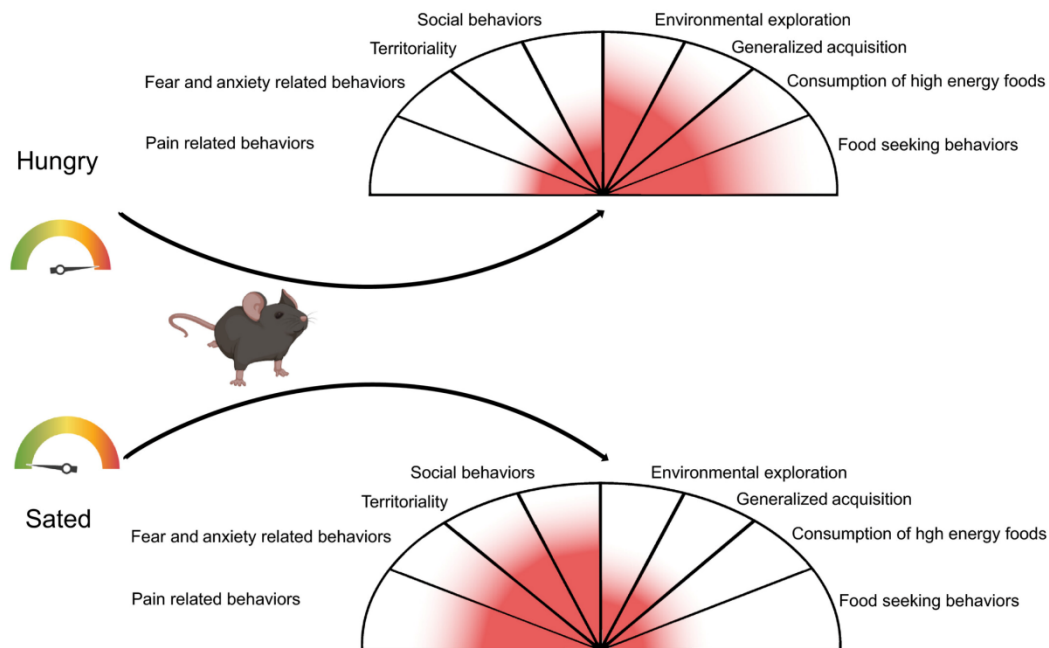 Social behaviors
Environmental exploration
Territoriality
Generalized acquisition
Fear and anxiety related behaviors
Consumption of high energy foods
Pain related behaviors
Food seeking behaviors
Hungry
Social behaviors
Environmental exploration
Territoriality
Generalized acquisition
Sated
Fear and anxiety related behaviors
Consumption of hgh energy foods
Pain related behaviors
Food seeking behaviors